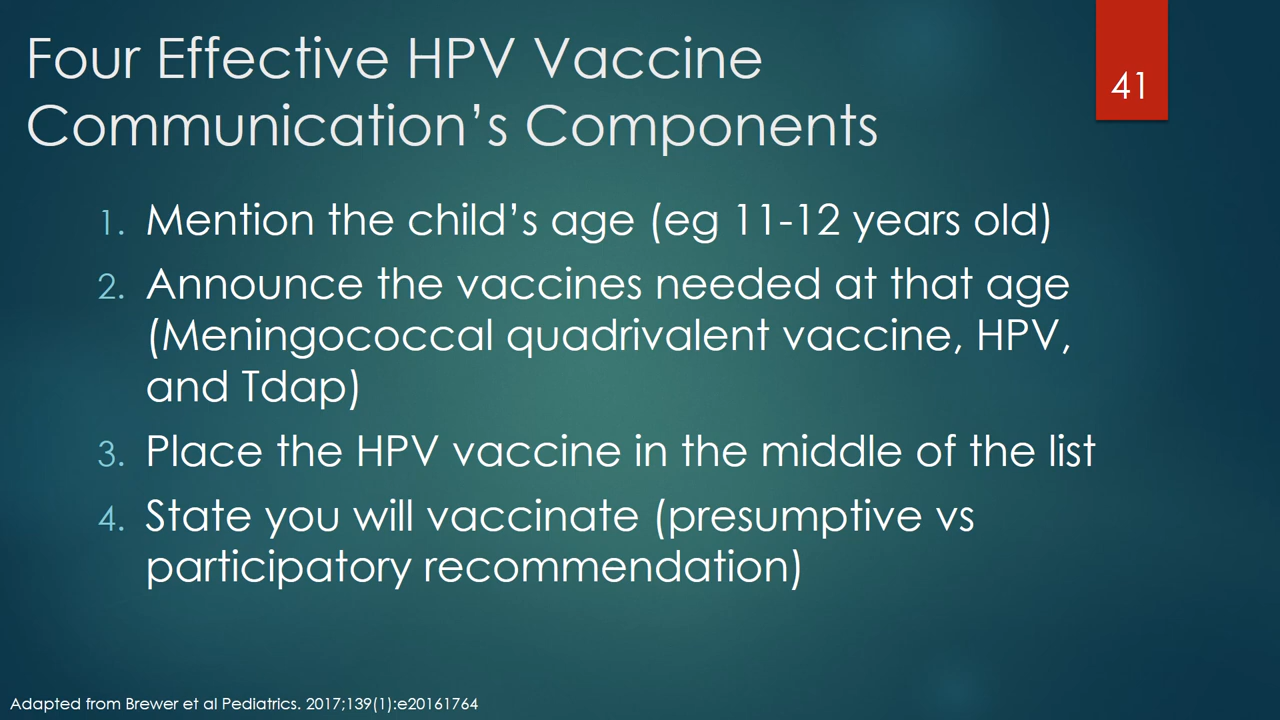 Four Effective HPV Vaccine
Communication’s Components
41
1. Mention the child’s age (eg 11-12 years old)
2. Announce the vaccines needed at that age
(Meningococcal quadrivalent vaccine, HPV,
and Tdap)
3. Place the HPV vaccine in the middle of the list
4. State you will vaccinate (presumptive vs
participatory recommendation)
Adapted from Brewer et al Pediatrics. 2017;139(1):e20161764